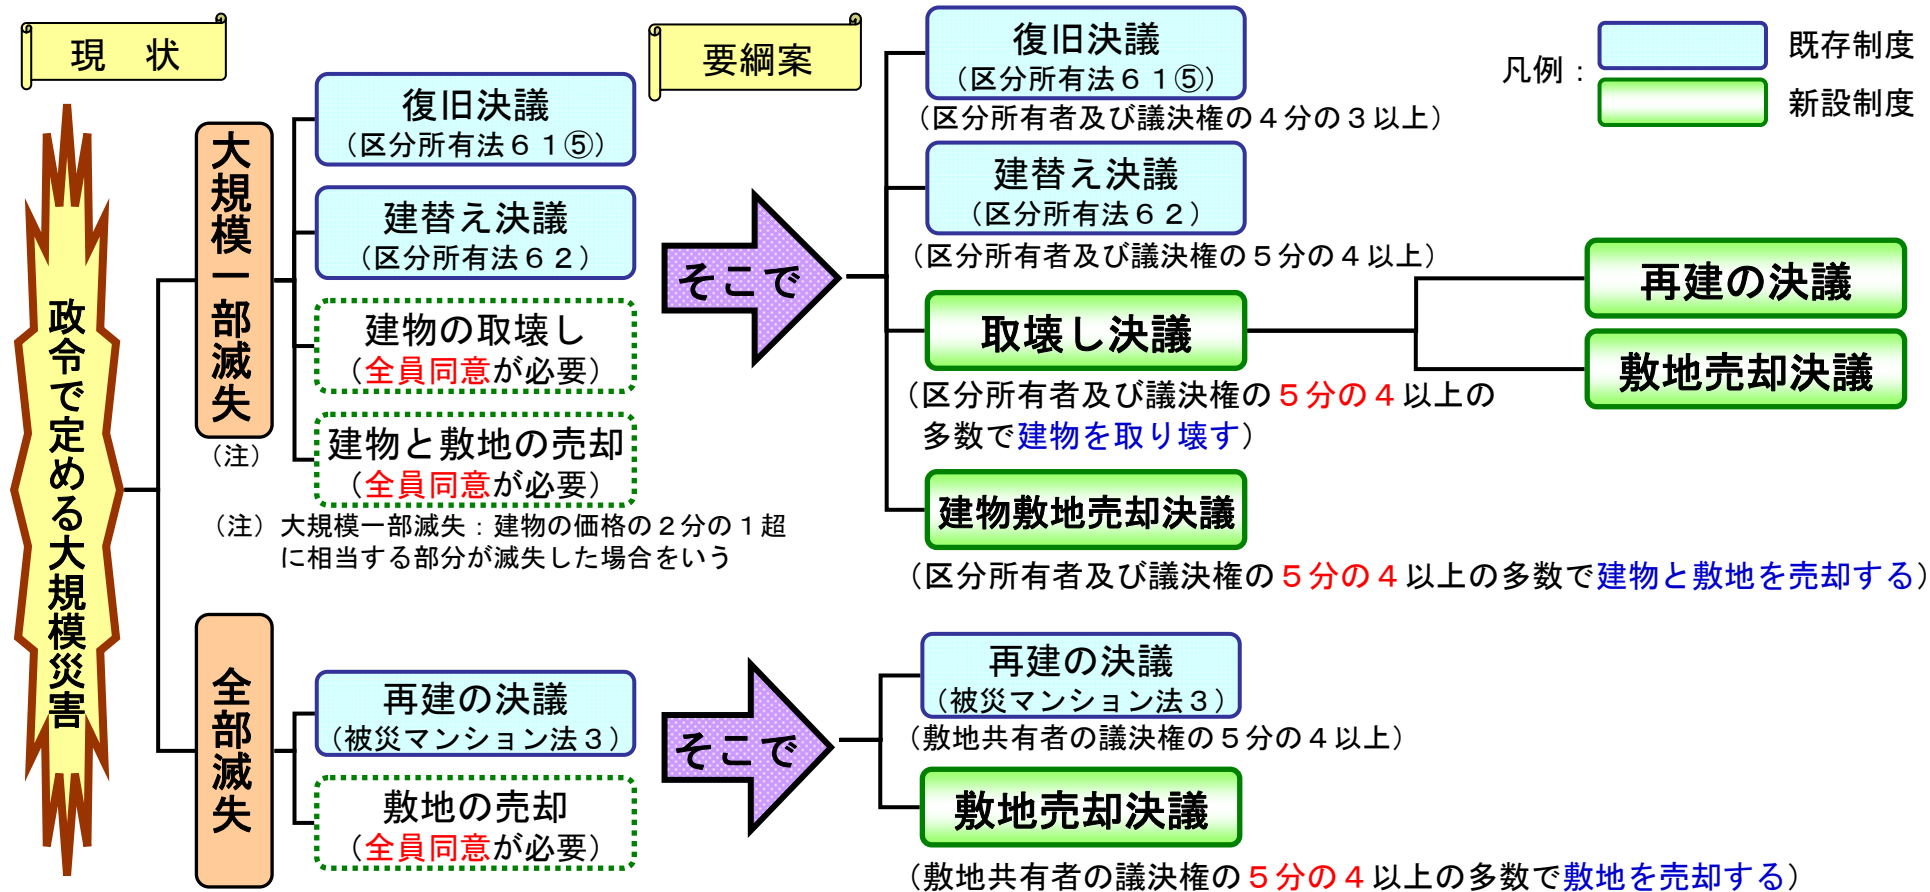 現　状
政令で定める大規模災害
大規模一部滅失
（注）
復旧決議
（区分所有法６１⑤）
建替え決議
（区分所有法６２）
建物の取壊し
（全員同意が必要）
建物と敷地の売却
（全員同意が必要）
（注）大規模一部滅失：建物の価格の２分の１超
に相当する部分が滅失した場合をいう
全部滅失
再建の決議
（被災マンション法３）
敷地の売却
（全員同意が必要）
そこで
そこで
要綱案
復旧決議
（区分所有法６１⑤）
（区分所有者及び議決権の４分の３以上）
建替え決議
（区分所有法６２）
（区分所有者及び議決権の５分の４以上）
取壊し決議
（区分所有者及び議決権の５分の４以上の
多数で建物を取り壊す）
再建の決議
敷地売却決議
建物敷地売却決議
（区分所有者及び議決権の５分の４以上の多数で建物と敷地を売却する）
再建の決議
（被災マンション法３）
（敷地共有者の議決権の５分の４以上）
敷地売却決議
（敷地共有者の議決権の５分の４以上の多数で敷地を売却する）
凡例：
既存制度
新設制度